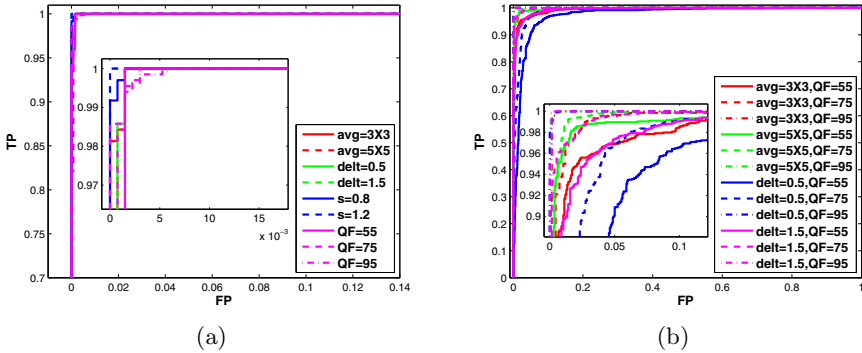 1
0.95
0.9
0.85
0.8
0.75
0.7
TP
0 0.02 0.04 0.06 0.08 0.1 0.12 0.14
FP
1
0.99
0.98
0.97
0 5 10 15
x 10⁻³
avg=3X3
avg=5X5
delt=0.5
delt=1.5
s=0.8
s=1.2
QF=55
QF=75
QF=95
(a)
1
0.9
0.8
0.7
0.6
0.5
0.4
0.3
0.2
0.1
0
TP
0 0.2 0.4 0.6 0.8 1
FP
1
0.98
0.96
0.94
0.92
0.9
0 0.05 0.1
avg=3X3,QF=55
avg=3X3,QF=75
avg=3X3,QF=95
avg=5X5,QF=55
avg=5X5,QF=75
avg=5X5,QF=95
delt=0.5,QF=55
delt=0.5,QF=75
delt=0.5,QF=95
delt=1.5,QF=55
delt=1.5,QF=75
delt=1.5,QF=95
(b)